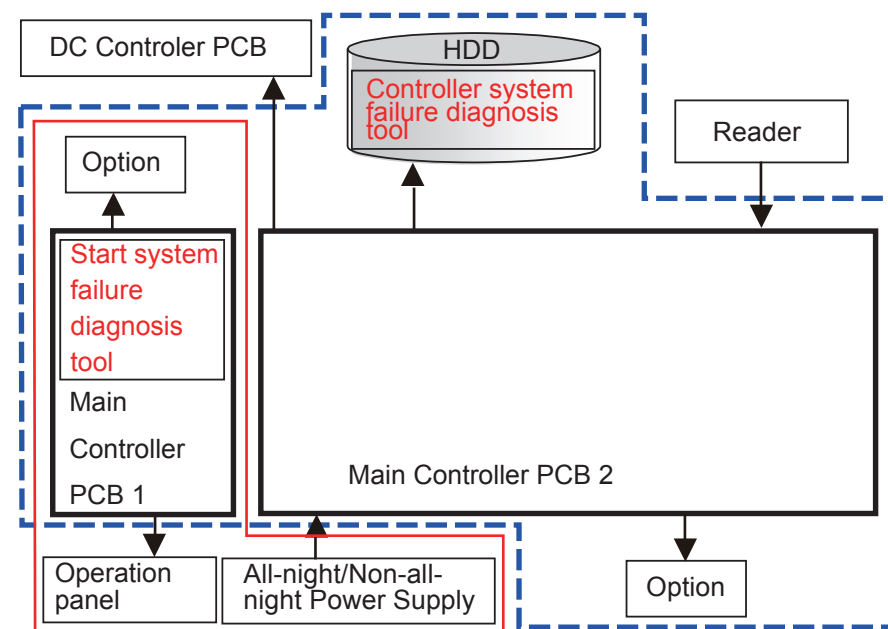 DC Controler PCB
HDD
Controller system
failure diagnosis
tool
Reader
Option
Start system
failure
diagnosis
tool
Main
Controller
PCB 1
Main Controller PCB 2
Operation
panel
All-night/Non-all-
night Power Supply
Option